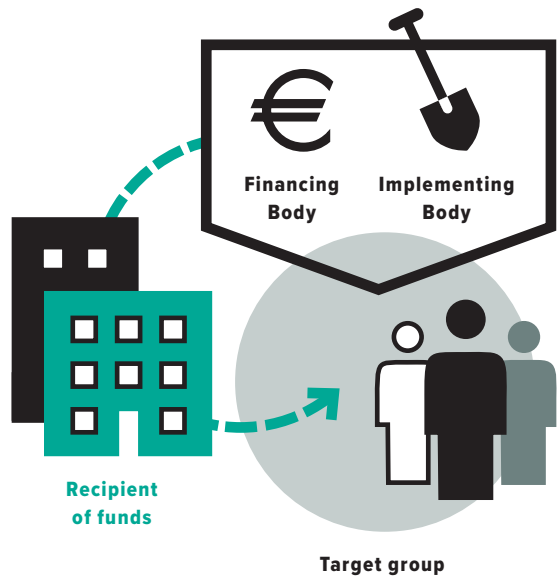 Financing
Body
Implementing
Body
Recipient
of funds
Target group